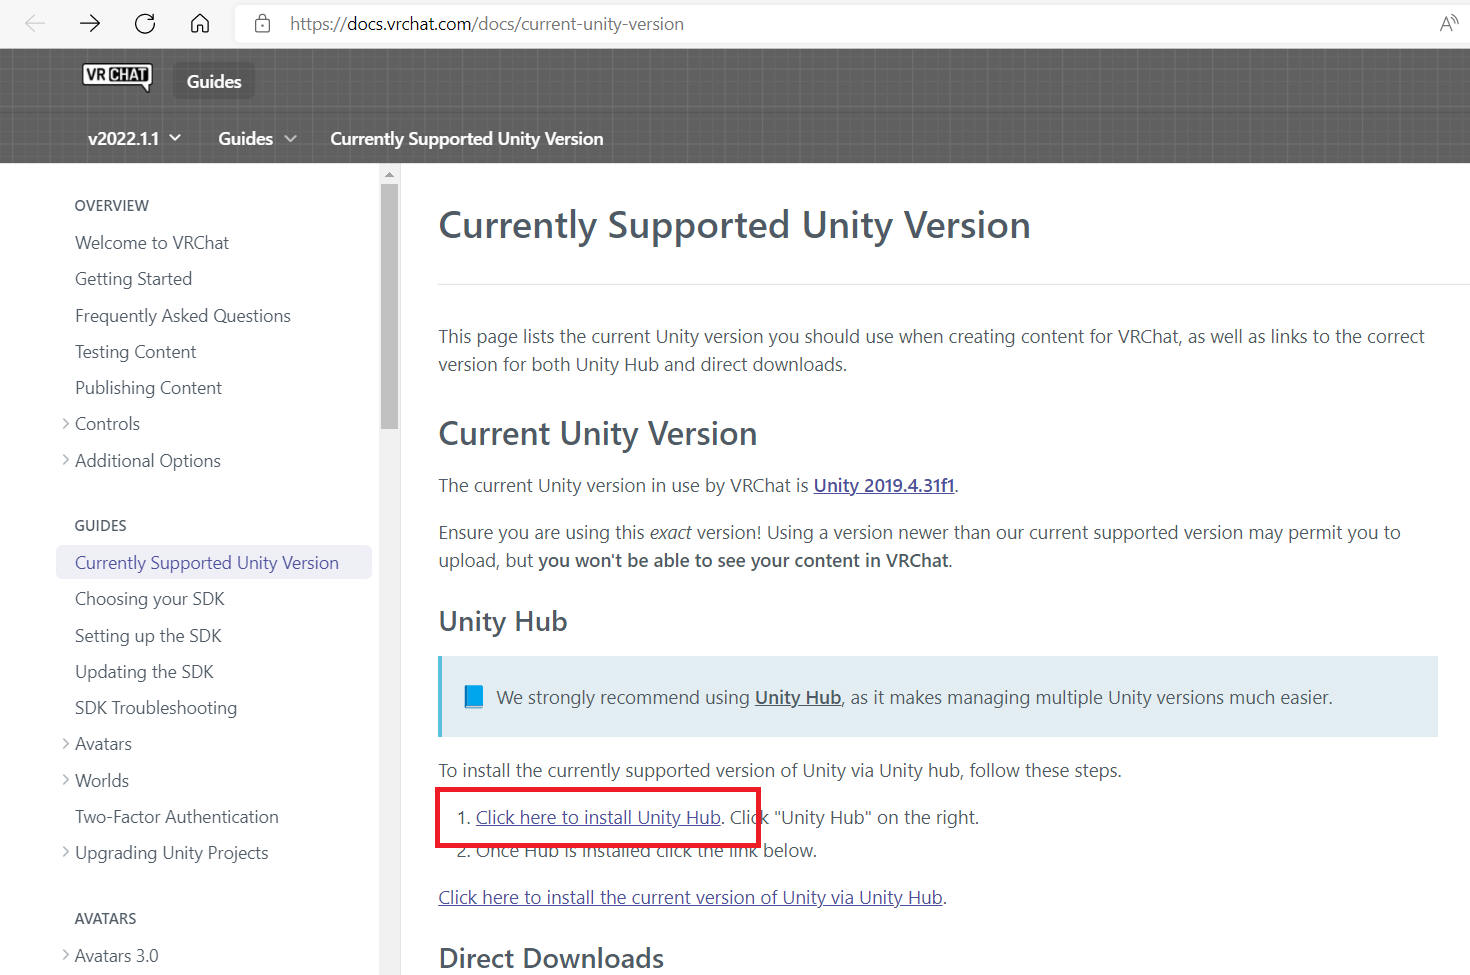 https://docs.vrchat.com/docs/current-unity-version
A
VRCHAT
Guides
v2022.1.1
Guides
Currently Supported Unity Version
OVERVIEW
Welcome to VRChat
Getting Started
Frequently Asked Questions
Testing Content
Publishing Content
Controls
Additional Options
GUIDES
Currently Supported Unity Version
Choosing your SDK
Setting up the SDK
Updating the SDK
SDK Troubleshooting
Avatars
Worlds
Two-Factor Authentication
Upgrading Unity Projects
AVATARS
Avatars 3.0
Currently Supported Unity Version
This page lists the current Unity version you should use when creating content for VRChat, as well as links to the correct
version for both Unity Hub and direct downloads.
Current Unity Version
The current Unity version in use by VRChat is Unity 2019.4.31f1.
Ensure you are using this exact version! Using a version newer than our current supported version may permit you to
upload, but you won't be able to see your content in VRChat.
Unity Hub
We strongly recommend using Unity Hub, as it makes managing multiple Unity versions much easier.
To install the currently supported version of Unity via Unity hub, follow these steps.
1. Click here to install Unity Hub. Click "Unity Hub" on the right.
2. Once Hub is installed click the link below.
Click here to install the current version of Unity via Unity Hub.
Direct Downloads